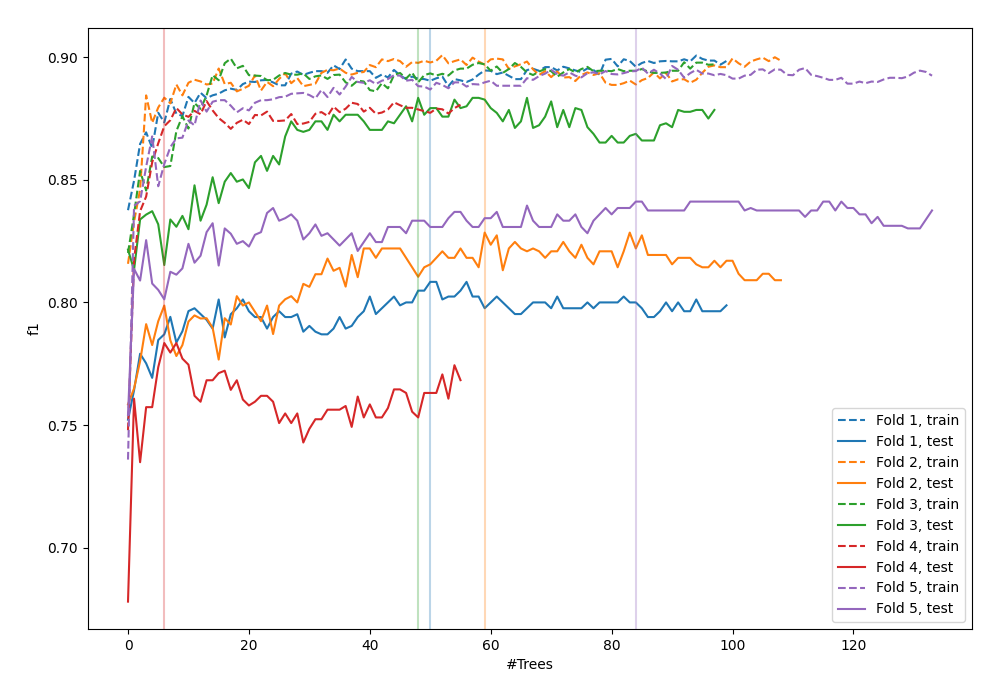 0.90
0.85
0.80
0.75
0.70
f1
0 20 40 60 80 100 120
#Trees
Fold 1, train
Fold 1, test
Fold 2, train
Fold 2, test
Fold 3, train
Fold 3, test
Fold 4, train
Fold 4, test
Fold 5, train
Fold 5, test